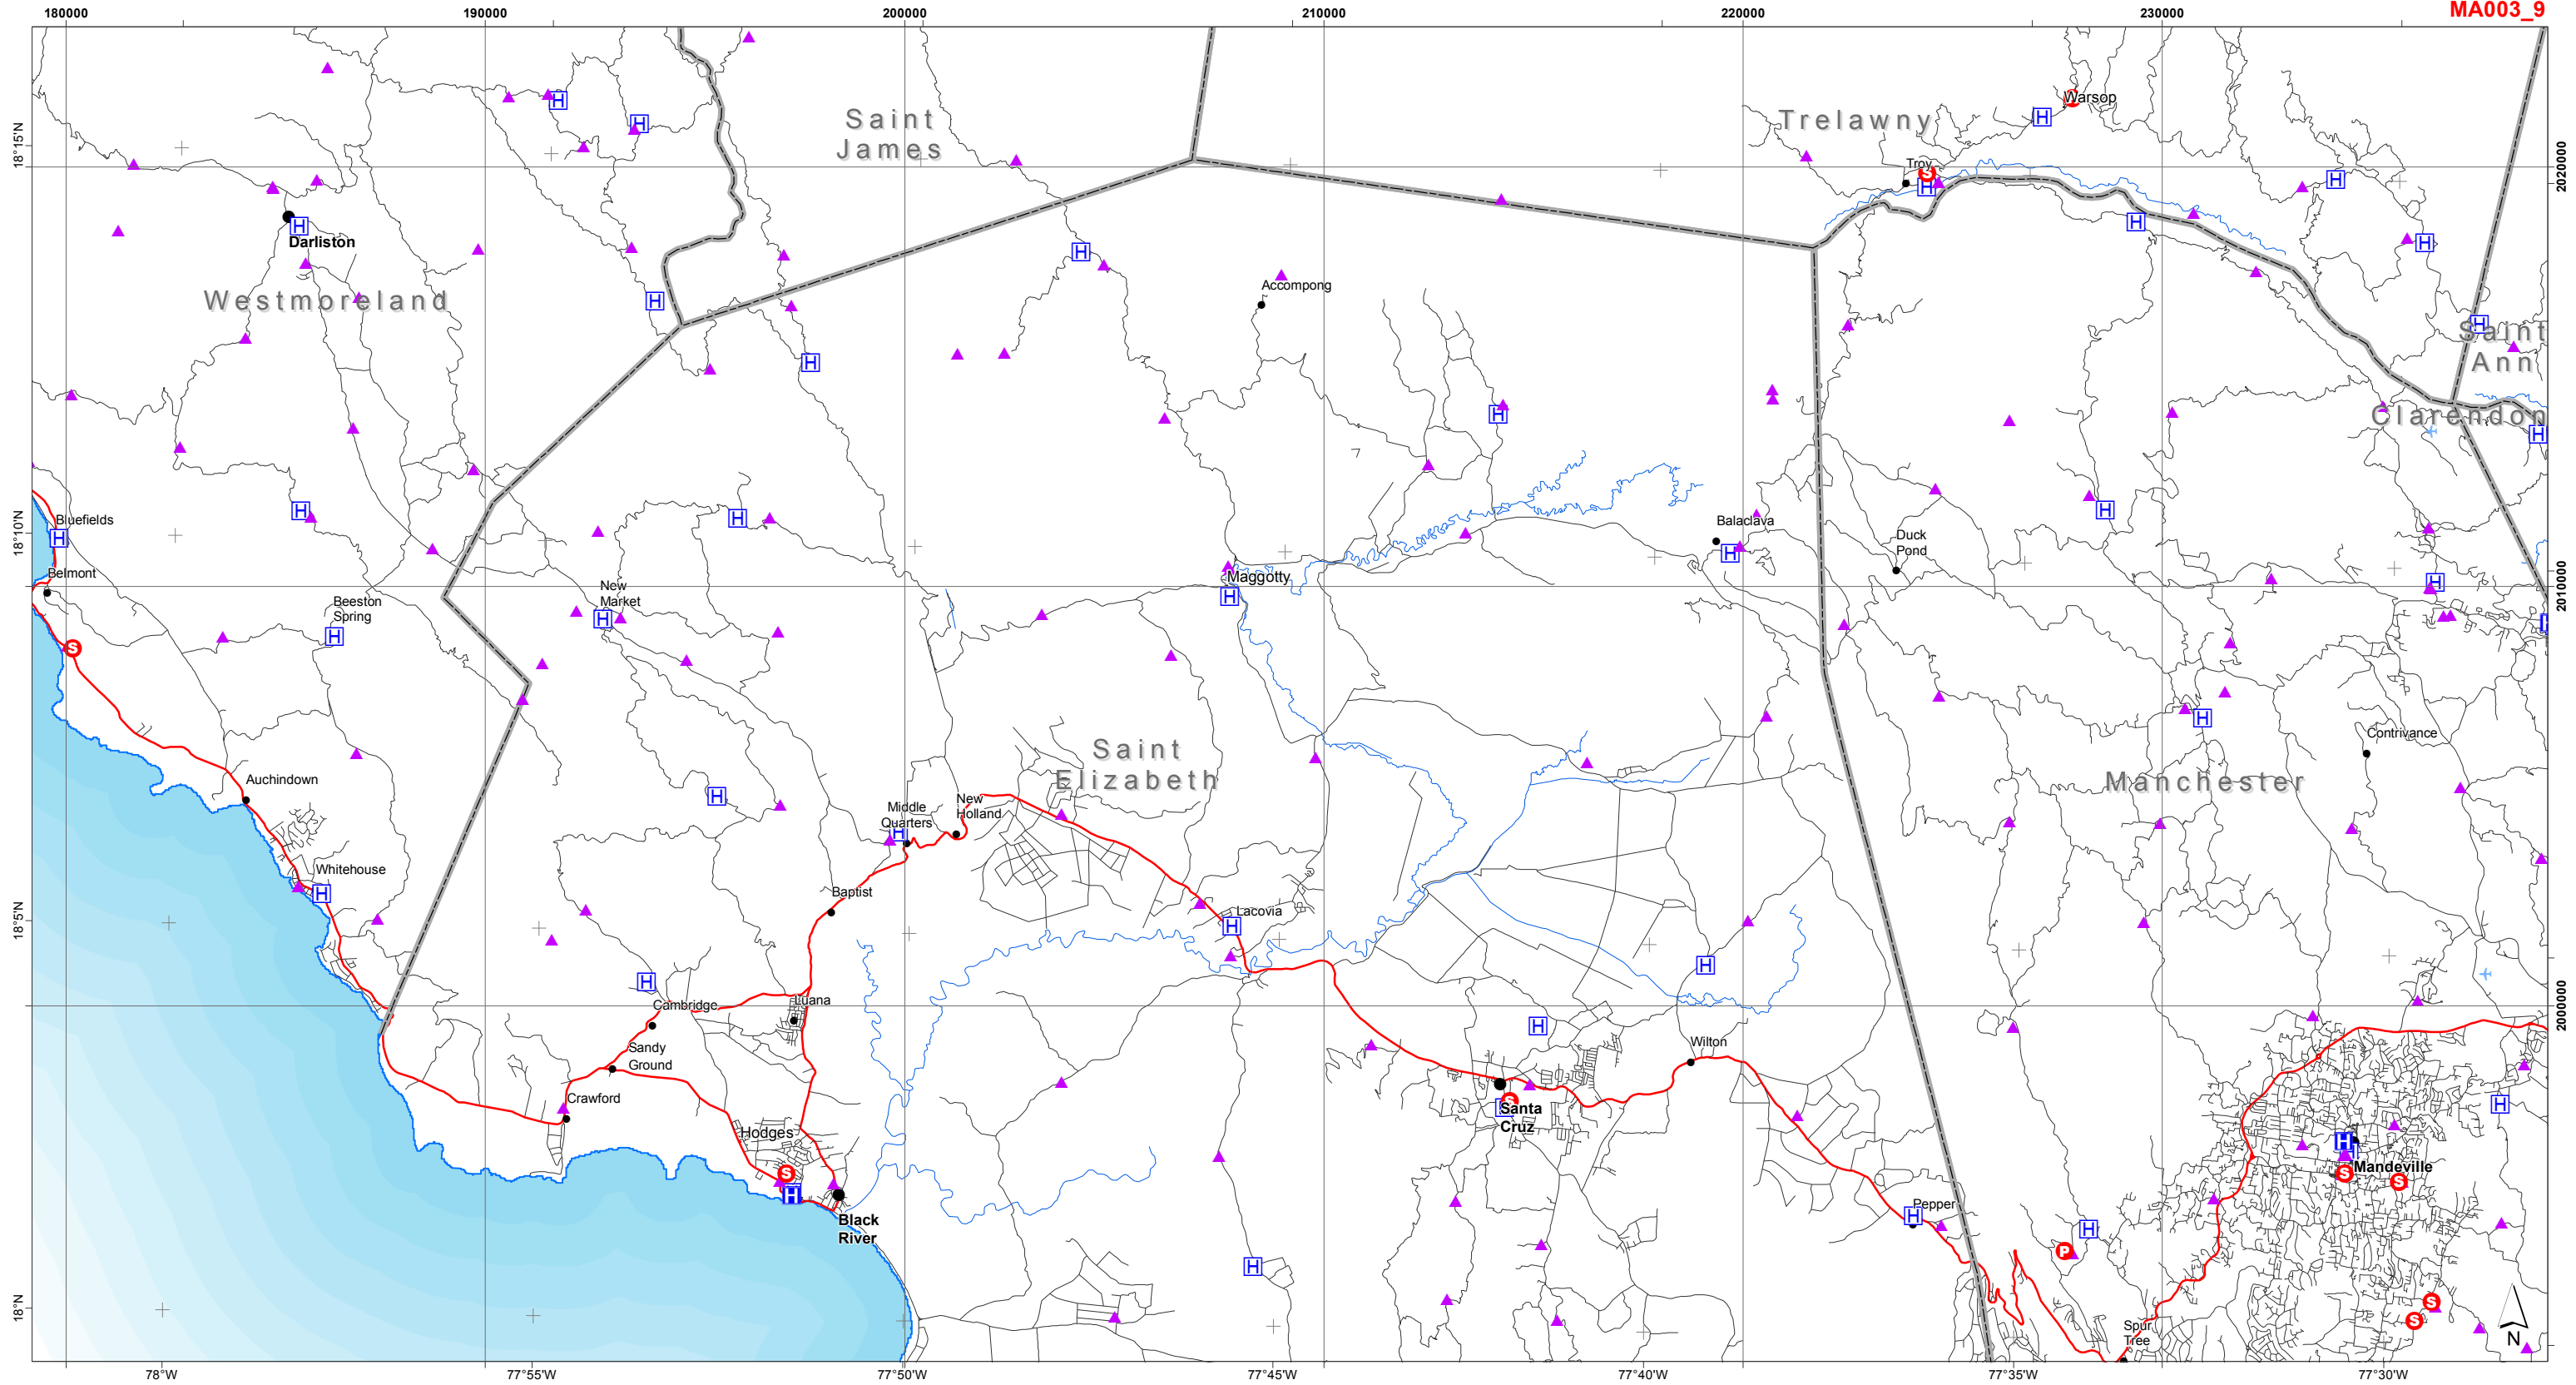 180000
190000
200000
210000
220000
230000
MA003_9
Saint
James
Trelawny
Warsop
18°15'N
2020000
Troy
S
H
Darliston
Westmoreland
Accompong
Saint
Ann
Clarendon
Bluefields
18°10'N
Belmont
Beeston
Spring
New
Market
Maggotty
Balaclava
Duck
Pond
2010000
Auchindown
Whitehouse
Saint
Elizabeth
Middle
Quarters
New
Holland
Baptist
Lacovia
Contrivance
Manchester
18°5'N
Cambridge
Luana
Sandy
Ground
Crawford
Hodges
Black
River
Wilton
Santa
Cruz
2000000
Mandeville
Pepper
P
Spur
Tree
18°N
N
78°W
77°55'W
77°50'W
77°45'W
77°40'W
77°35'W
77°30'W